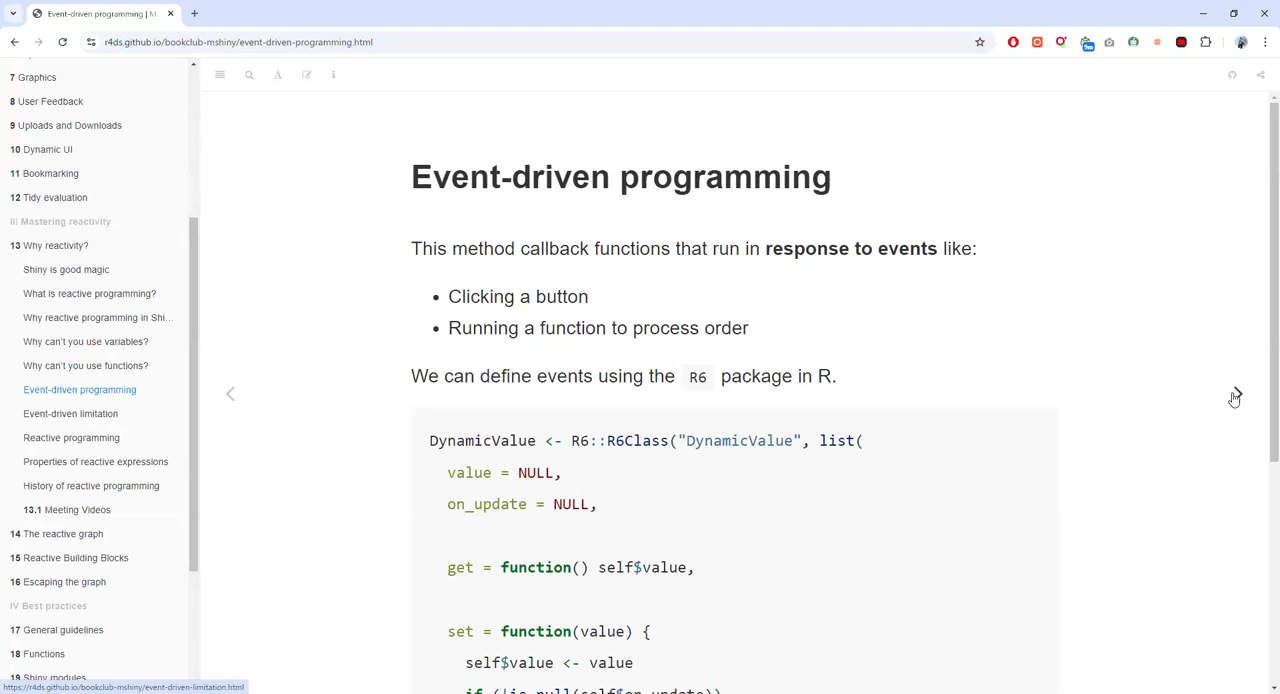 Event-driven programming | M
r4ds.github.io/bookclub-mshiny/event-driven-programming.html
7 Graphics
8 User Feedback
9 Uploads and Downloads
10 Dynamic UI
11 Bookmarking
12 Tidy evaluation
III Mastering reactivity
13 Why reactivity?
Shiny is good magic
What is reactive programming?
Why reactive programming in Shi...
Why can't you use variables?
Why can't you use functions?
Event-driven programming
Event-driven limitation
Reactive programming
Properties of reactive expressions
History of reactive programming
13.1 Meeting Videos
14 The reactive graph
15 Reactive Building Blocks
16 Escaping the graph
IV Best practices
17 General guidelines
18 Functions
19 Shiny modules
https://r4ds.github.io/bookclub-mshiny/event-driven-limitation.html
Event-driven programming
This method callback functions that run in response to events like:
• Clicking a button
• Running a function to process order
We can define events using the R6 package in R.
DynamicValue <- R6::R6Class("DynamicValue", list(
value = NULL,
on_update = NULL,
get = function() self$value,
set = function(value) {
self$value <- value
if (!is.null(self$on_update))